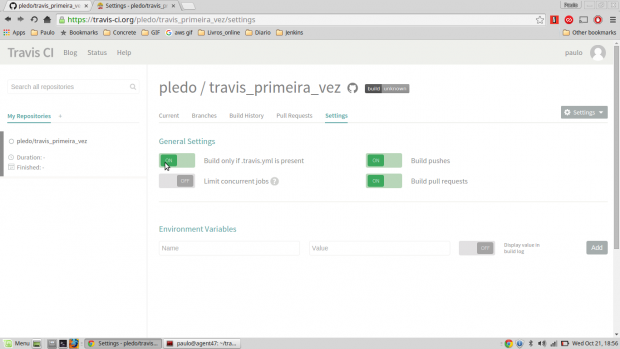 pledo/travis_primeira_ve
Settings - pledo/travis_p
Paulo
https://travis-ci.org/pledo/travis_primeira_vez/settings
Apps Paulo Bookmarks Concrete GIF aws gif Livros_online Diario Jenkins Other bookmarks
Travis CI Blog Status Help paulo
Search all repositories
pledo / travis_primeira_vez build unknown
My Repositories +
Current Branches Build History Pull Requests Settings
Settings
pledo/travis_primeira_vez
Duration: -
Finished: -
General Settings
ON Build only if .travis.yml is present ON Build pushes
OFF Limit concurrent jobs ? ON Build pull requests
Environment Variables
Name Value OFF Display value in build log Add
Menu Settings - pledo/travis... paulo@agent47: ~/tra... Wed Oct 21, 18:56